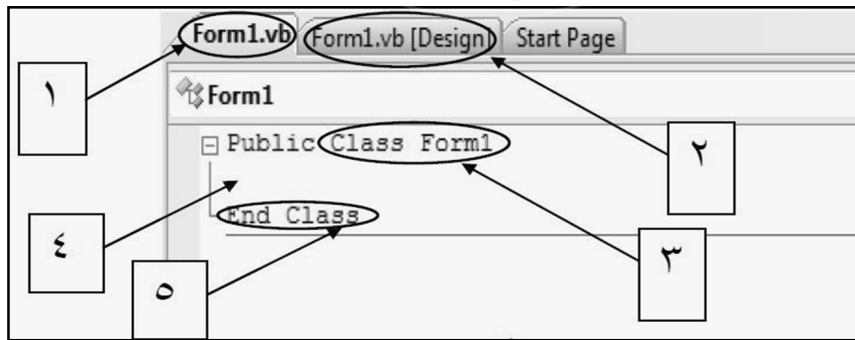 Form1.vb Form1.vb [Design] Start Page
١
Form1
٢
Public Class Form1
٤
End Class
٥
٣